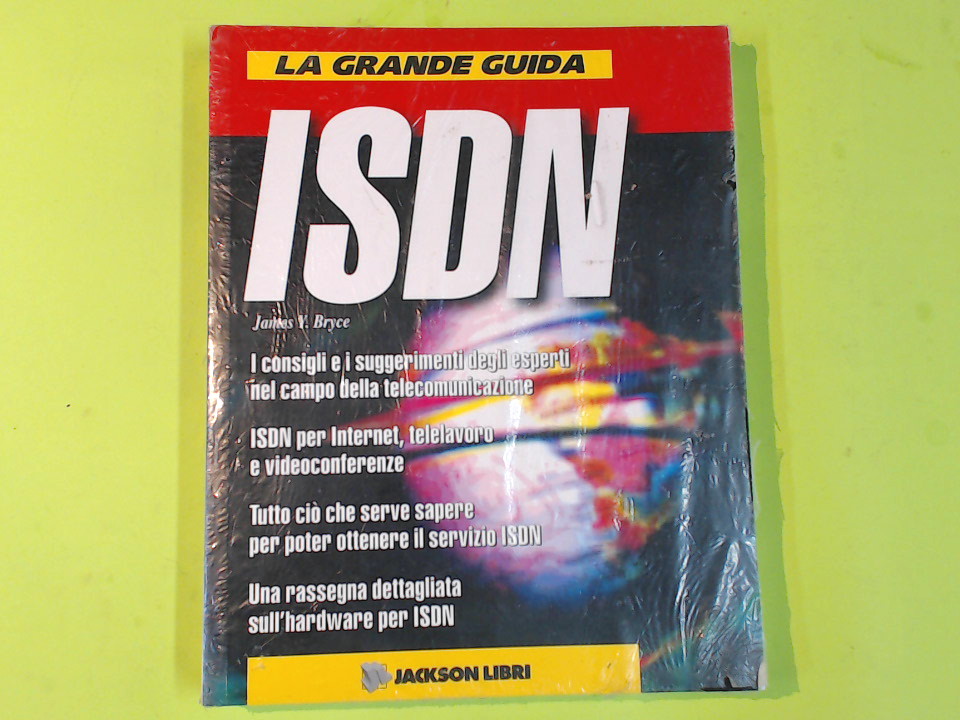 LA GRANDE GUIDA
ISDN
James Y. Bryce
I consigli e i suggerimenti degli esperti
nel campo della telecomunicazione
ISDN per Internet, telelavoro
e videoconferenze
Tutto ciò che serve sapere
per poter ottenere il servizio ISDN
Una rassegna dettagliata
sull'hardware per ISDN
JACKSON LIBRI